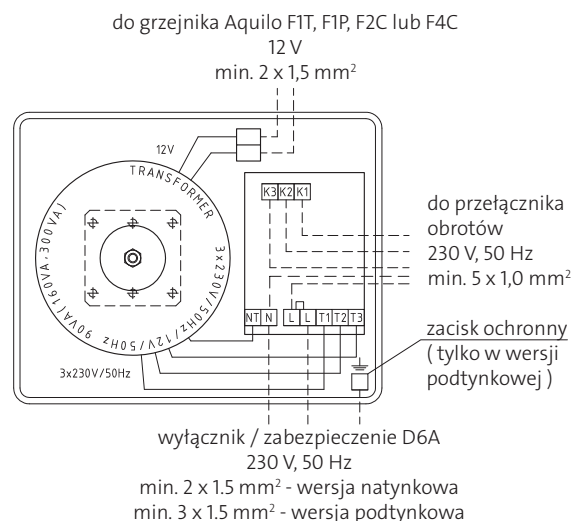 do grzejnika Aquilo F1T, F1P, F2C lub F4C
12 V
min. 2 x 1,5 mm²
12V
TRANSFORMER
3x230V/50Hz/12V/50Hz 90VA(160VA,300VA)
K3 K2 K1
do przełącznika
obrotów
230 V, 50 Hz
min. 5 x 1,0 mm²
NT N L L T1 T2 T3
zacisk ochronny
( tylko w wersji
podtynkowej )
3x230V/50Hz
wyłącznik / zabezpieczenie D6A
230 V, 50 Hz
min. 2 x 1.5 mm² - wersja natynkowa
min. 3 x 1.5 mm² - wersja podtynkowa